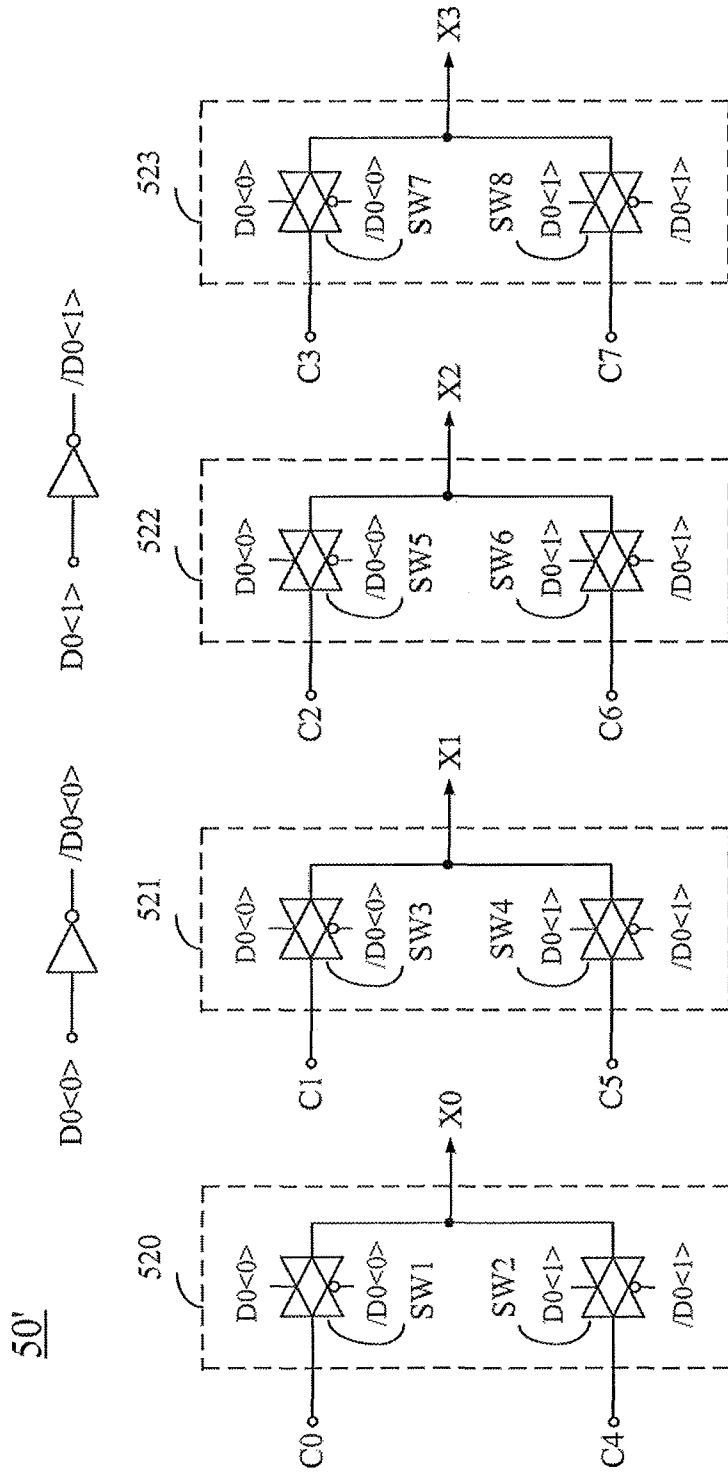 50'
D0<0>
/D0<0>
D0<1>
/D0<1>
520
D0<0>
/D0<0>
SW1
SW2
D0<1>
/D0<1>
C0
C4
X0
521
D0<0>
/D0<0>
SW3
SW4
D0<1>
/D0<1>
C1
C5
X1
522
D0<0>
/D0<0>
SW5
SW6
D0<1>
/D0<1>
C2
C6
X2
523
D0<0>
/D0<0>
SW7
SW8
D0<1>
/D0<1>
C3
C7
X3